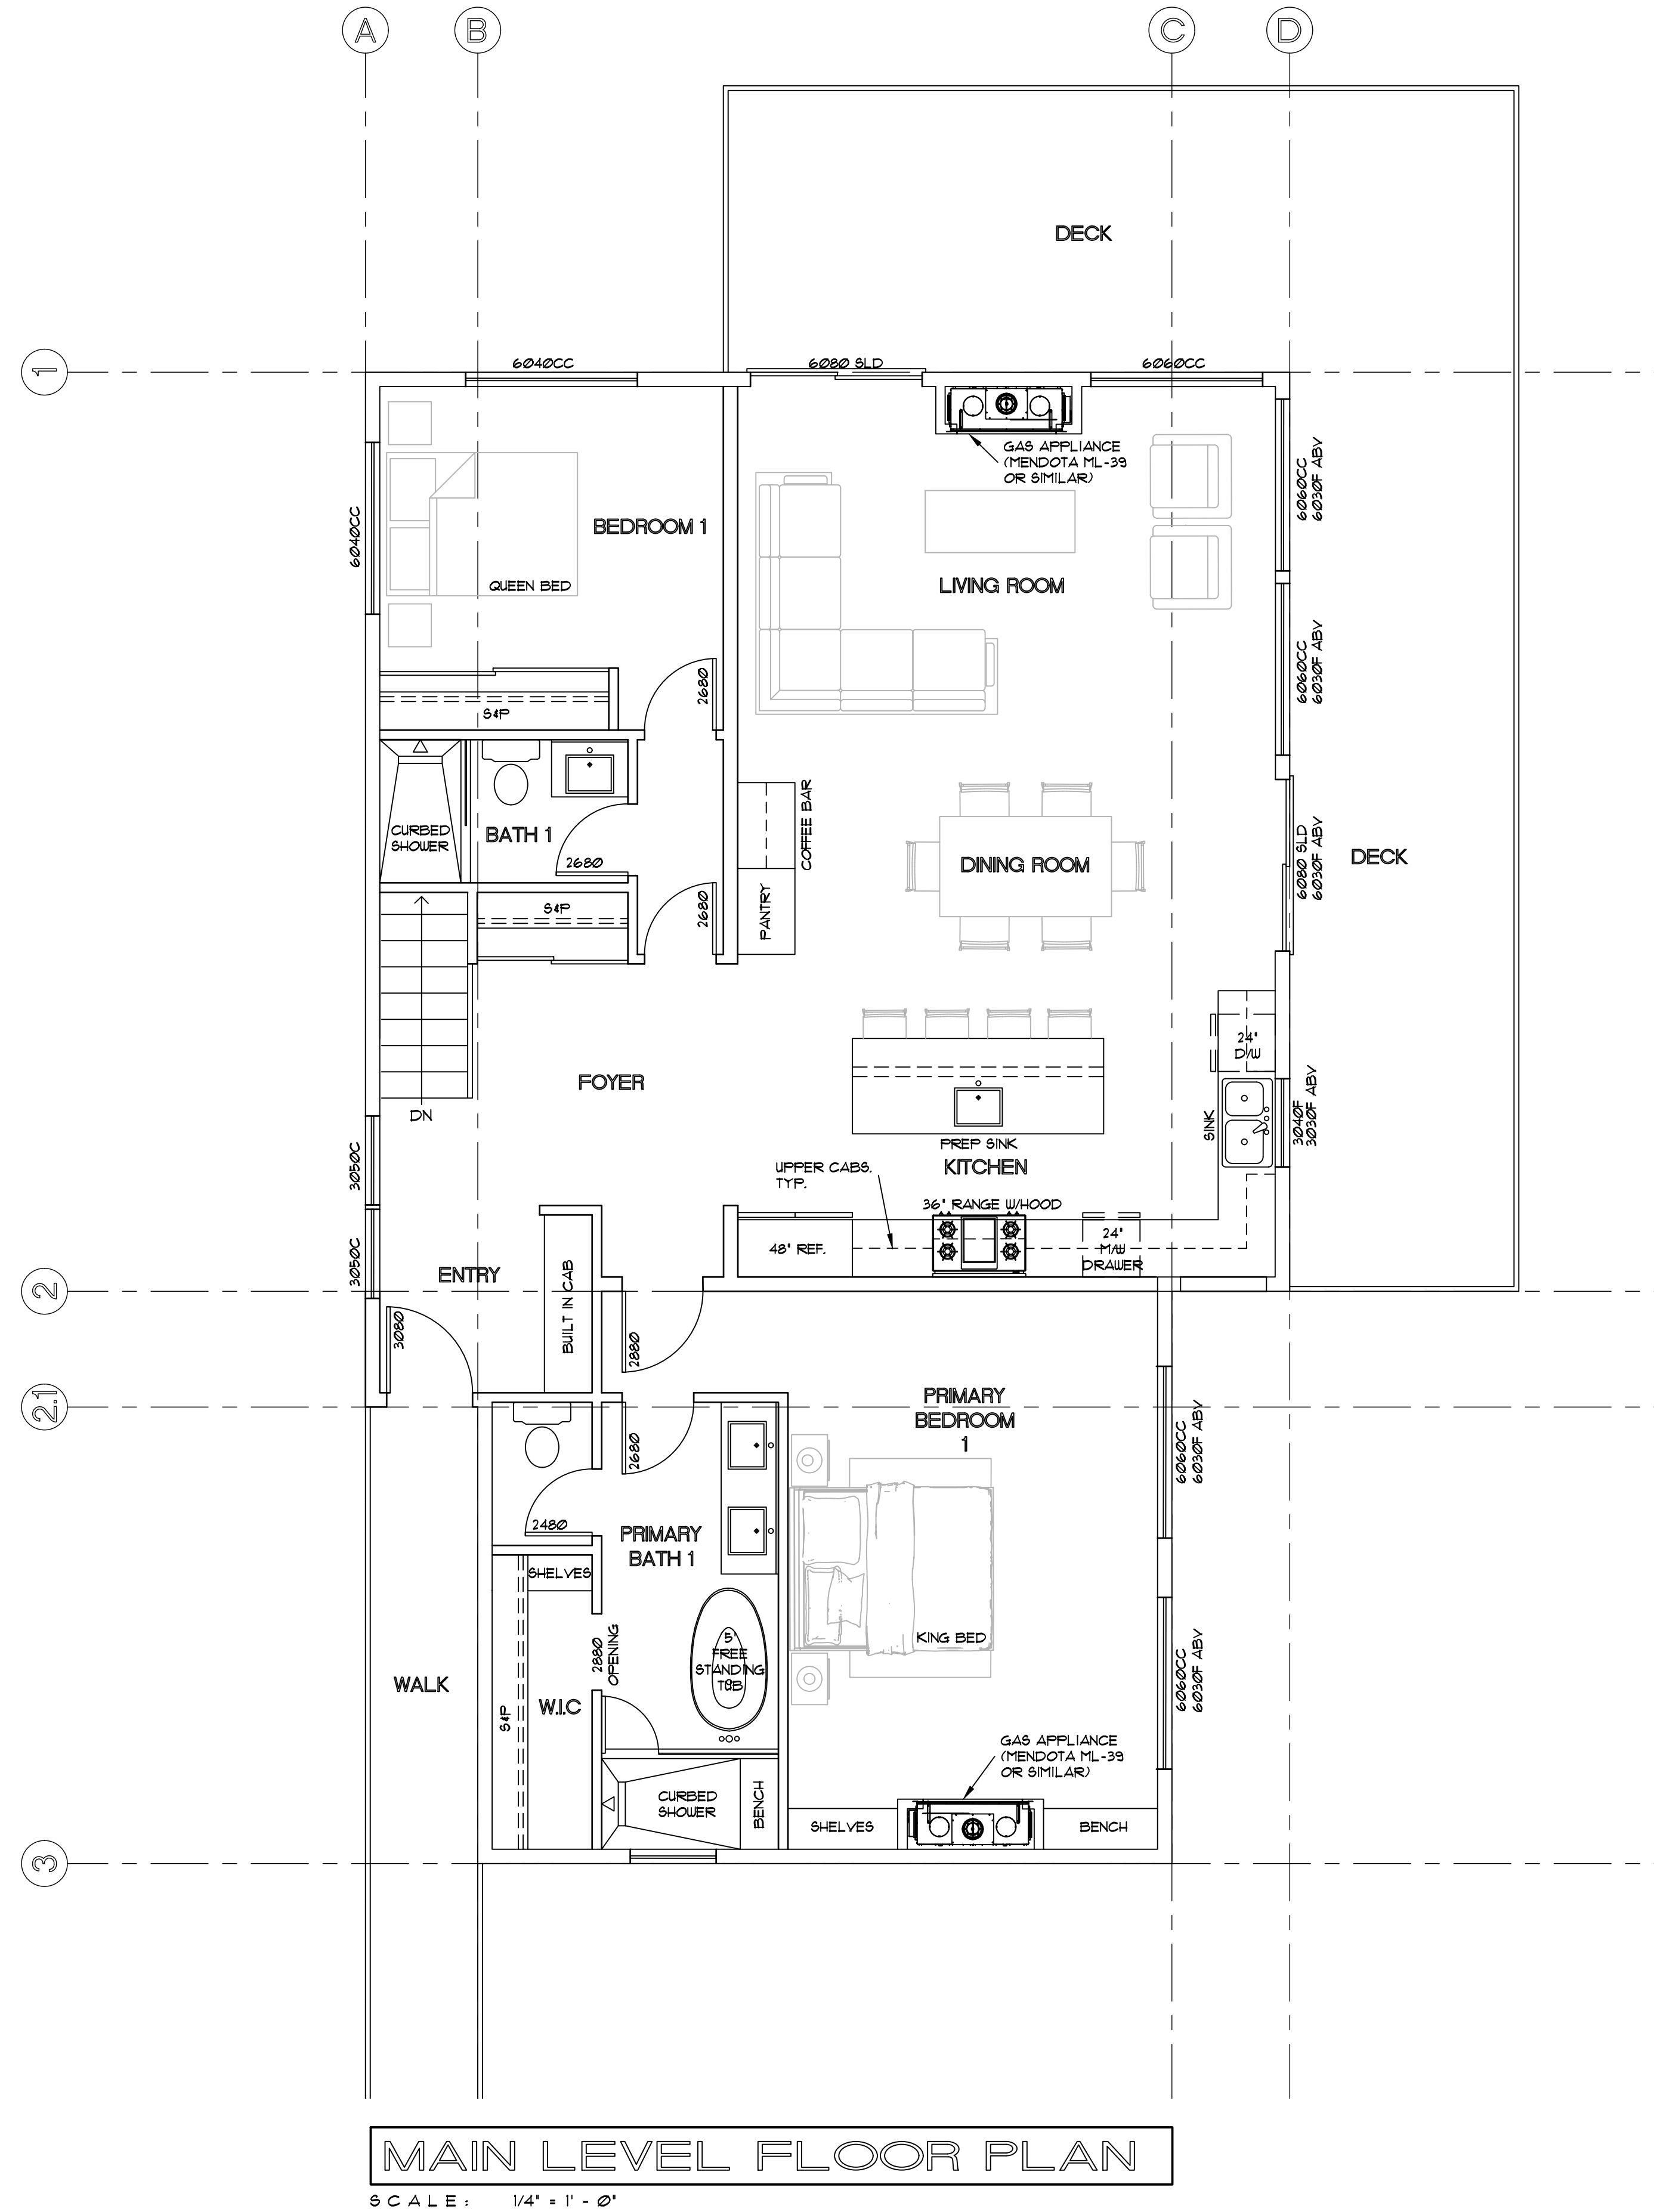 A
B
C
D
DECK
1
6040CC
6080 SLD
6060CC
GAS APPLIANCE
(MENDOTA ML-39
OR SIMILAR)
6060CC
6030F ABV
6040CC
BEDROOM 1
QUEEN BED
LIVING ROOM
6060CC
6030F ABV
2680
S&P
CURBED
SHOWER
BATH 1
2680
COFFEE BAR
DINING ROOM
6080 SLD
6030F ABV
DECK
S&P
2680
PANTRY
24"
D/W
FOYER
DN
SINK
3040F
3030F ABV
PREP SINK
KITCHEN
3050C
UPPER CABS.
TYP.
36" RANGE W/HOOD
48" REF.
24"
M/W
DRAWER
3050C
ENTRY
BUILT IN CAB
2
3080
2880
2.1
PRIMARY
BEDROOM
1
2680
6060CC
6030F ABV
2480
PRIMARY
BATH 1
SHELVES
2880
OPENING
5'
FREE
STANDING
TUB
KING BED
6060CC
6030F ABV
WALK
S&P
W.I.C
GAS APPLIANCE
(MENDOTA ML-39
OR SIMILAR)
CURBED
SHOWER
BENCH
SHELVES
BENCH
3
MAIN LEVEL FLOOR PLAN
SCALE: 1/4" = 1' - 0"